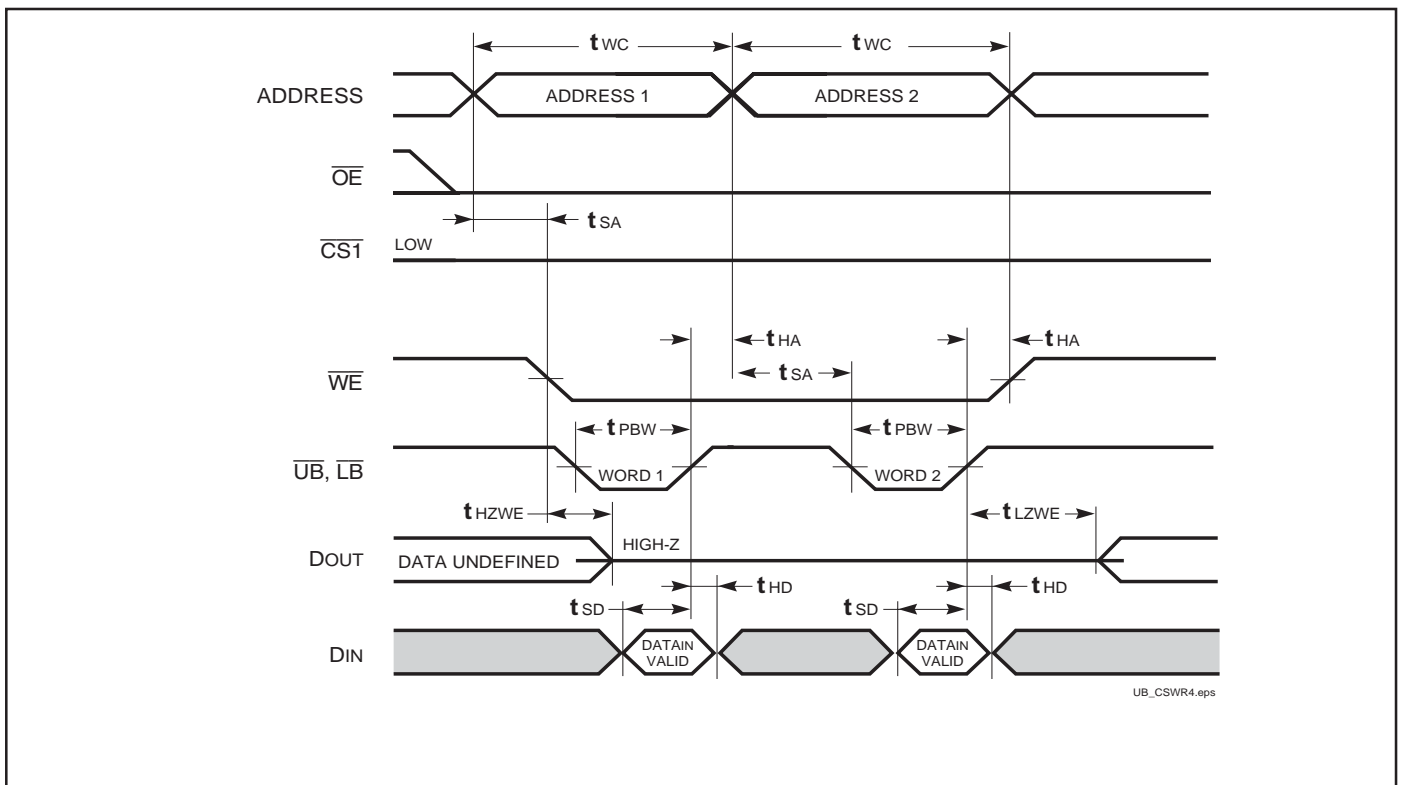 tWC tWC
ADDRESS ADDRESS 1 ADDRESS 2
OE
tSA
CS1 LOW
tHA tHA
tSA
WE
tPBW tPBW
UB, LB WORD 1 WORD 2
tHZWE tLZWE
HIGH-Z
DOUT DATA UNDEFINED
tHD tHD
tSD tSD
DIN DATAIN VALID DATAIN VALID
UB_CSWR4.eps